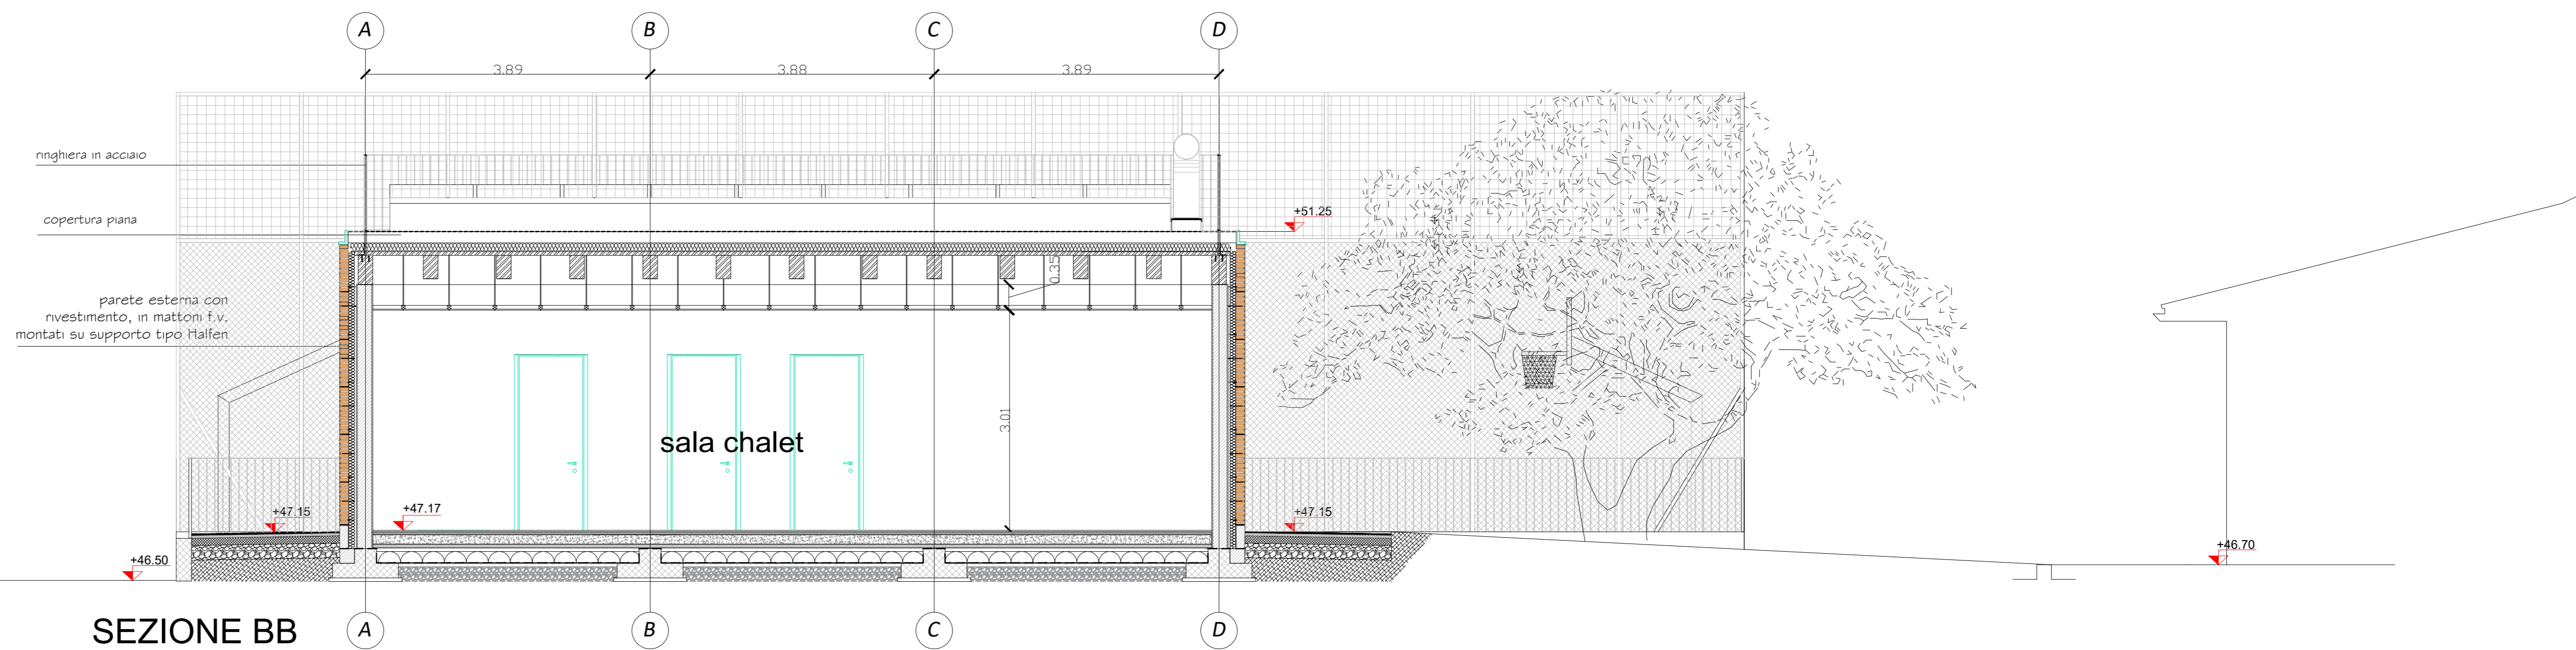 A B C D
3.89 3.88 3.89
ringhiera in acciaio
copertura piana
+51.25
0.35
parete esterna con
rivestimento, in mattoni f.v.
montati su supporto tipo Halfen
3.01
sala chalet
+47.15 +47.17 +47.15
+46.50 +46.70
SEZIONE BB
A B C D